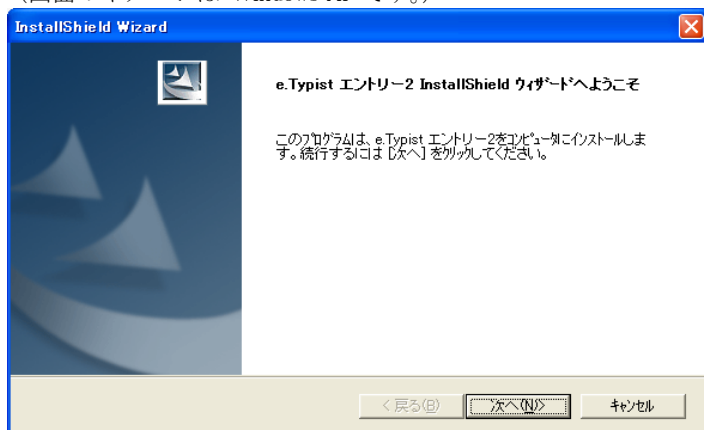 InstallShield Wizard
e.Typist エントリー2 InstallShield ウィザードへようこそ
このプログラムは、e.Typist エントリー2をコンピュータにインストールしま
す。続行するには [次へ] をクリックしてください。
< 戻る(B)
次へ(N)>
キャンセル